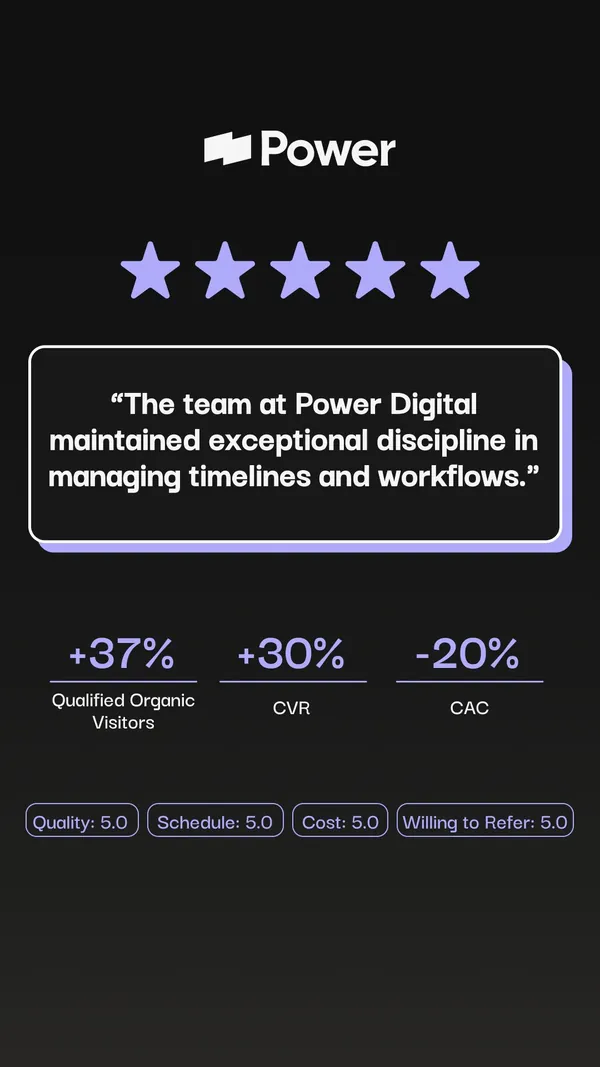 Power
“The team at Power Digital
maintained exceptional discipline in
managing timelines and workflows.”
+37%
Qualified Organic
Visitors
+30%
CVR
-20%
CAC
Quality: 5.0
Schedule: 5.0
Cost: 5.0
Willing to Refer: 5.0